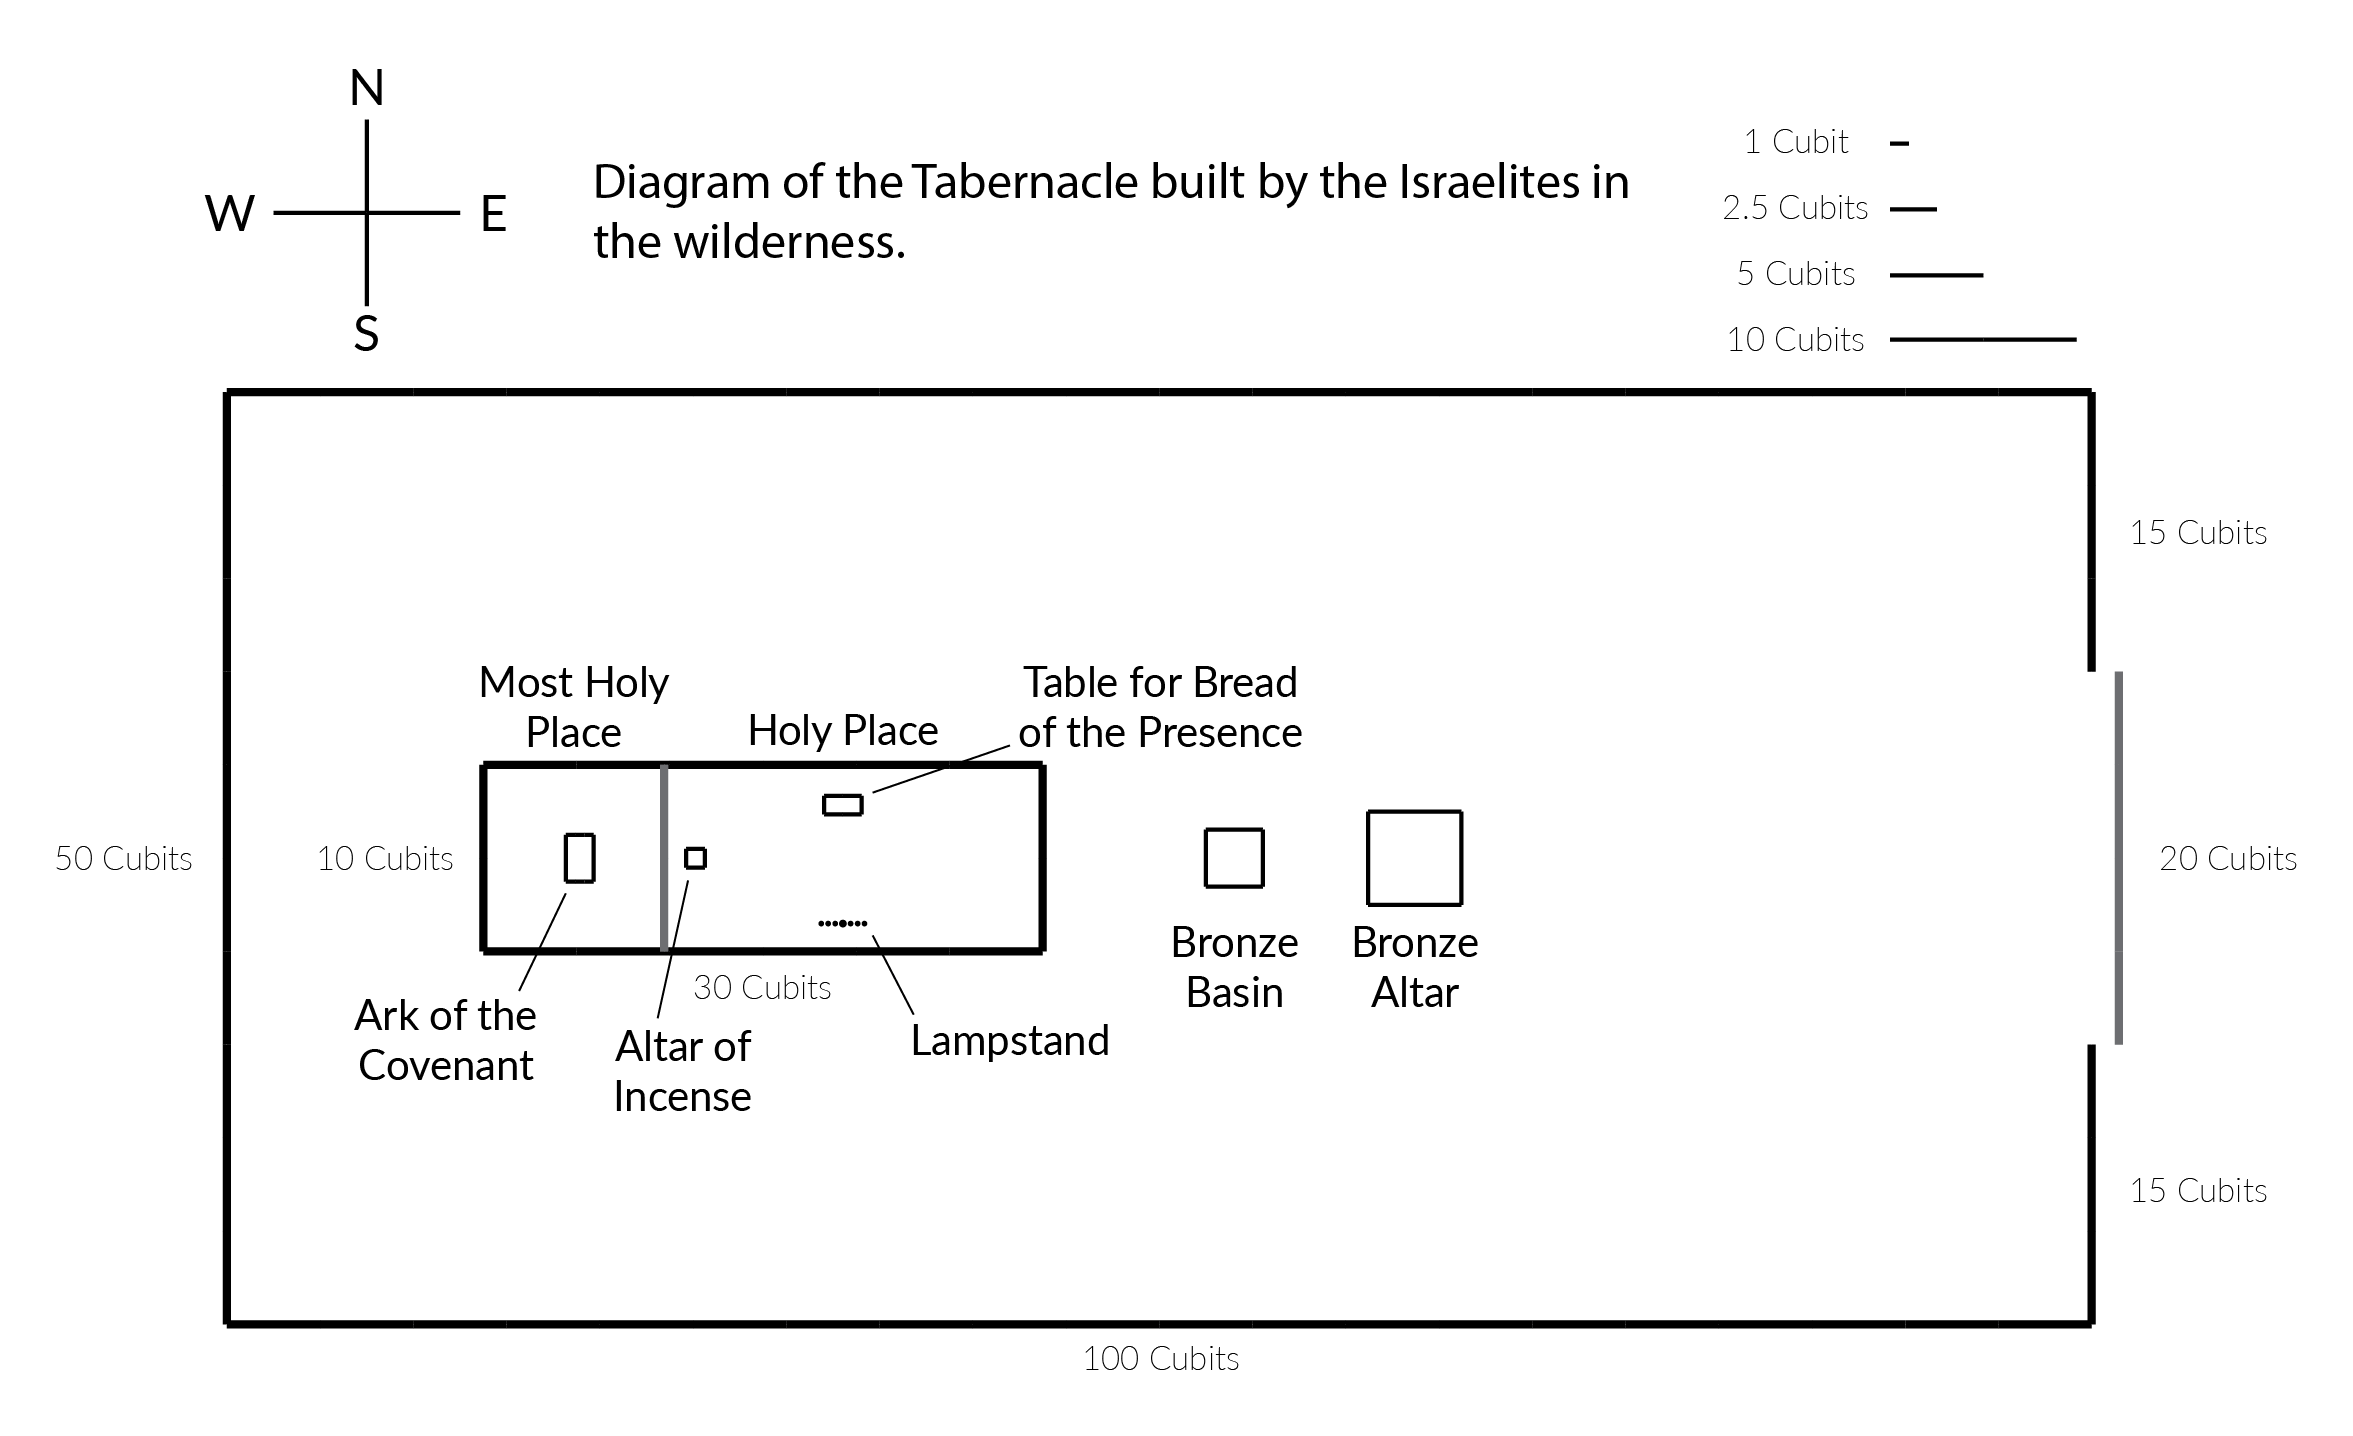 N
W
E
S
Diagram of the Tabernacle built by the Israelites in
the wilderness.
1 Cubit
2.5 Cubits
5 Cubits
10 Cubits
15 Cubits
Most Holy
Place
Holy Place
Table for Bread
of the Presence
50 Cubits
10 Cubits
20 Cubits
Bronze
Basin
Bronze
Altar
30 Cubits
Ark of the
Covenant
Altar of
Incense
Lampstand
15 Cubits
100 Cubits